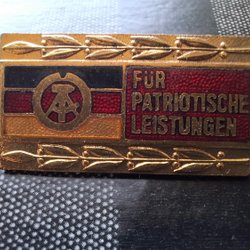 FÜR
PATRIOTISCHE
LEISTUNGEN